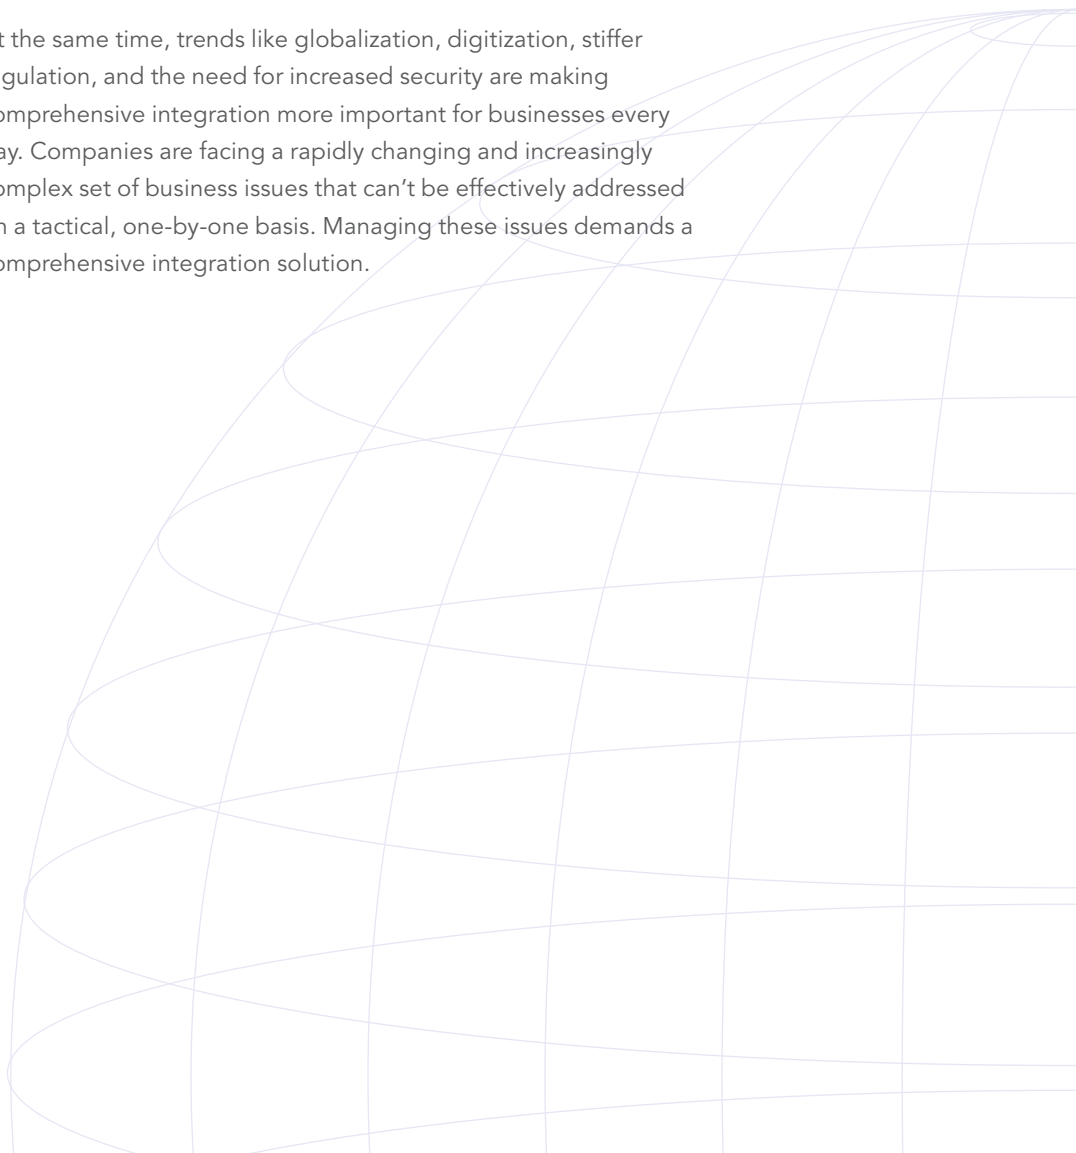 t the same time, trends like globalization, digitization, stiffer
gulation, and the need for increased security are making
omprehensive integration more important for businesses every
ay. Companies are facing a rapidly changing and increasingly
omplex set of business issues that can’t be effectively addressed
n a tactical, one-by-one basis. Managing these issues demands a
omprehensive integration solution.